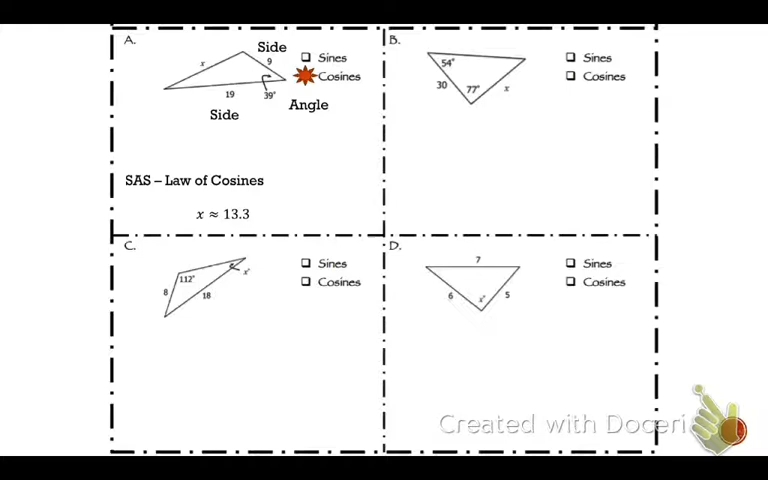 A.
Side
Sines
x
9
Cosines
19
39°
Angle
Side
SAS – Law of Cosines
x ≈ 13.3
B.
Sines
54°
Cosines
30
77°
x
C.
Sines
x°
112°
Cosines
8
18
D.
7
Sines
Cosines
6
x°
5
Created with Doceri